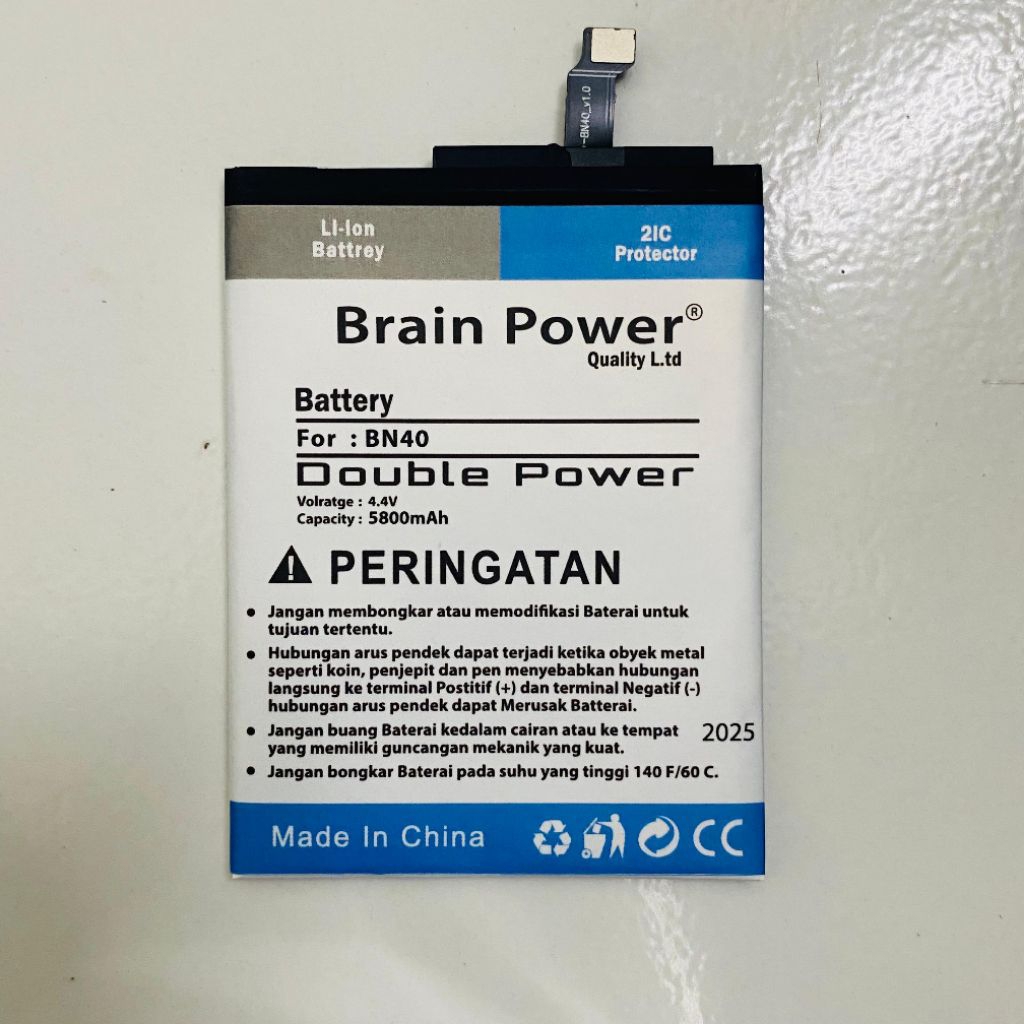 -BN40_v1.0
LI-Ion
Battrey
2IC
Protector
Brain Power®
Quality L.td
Battery
For : BN40
Double Power
Volratge : 4.4V
Capacity : 5800mAh
PERINGATAN
• Jangan membongkar atau memodifikasi Baterai untuk
tujuan tertentu.
• Hubungan arus pendek dapat terjadi ketika obyek metal
seperti koin, penjepit dan pen menyebabkan hubungan
langsung ke terminal Postitif (+) dan terminal Negatif (-)
hubungan arus pendek dapat Merusak Batterai.
• Jangan buang Baterai kedalam cairan atau ke tempat
yang memiliki guncangan mekanik yang kuat.
2025
• Jangan bongkar Baterai pada suhu yang tinggi 140 F/60 C.
Made In China
CC